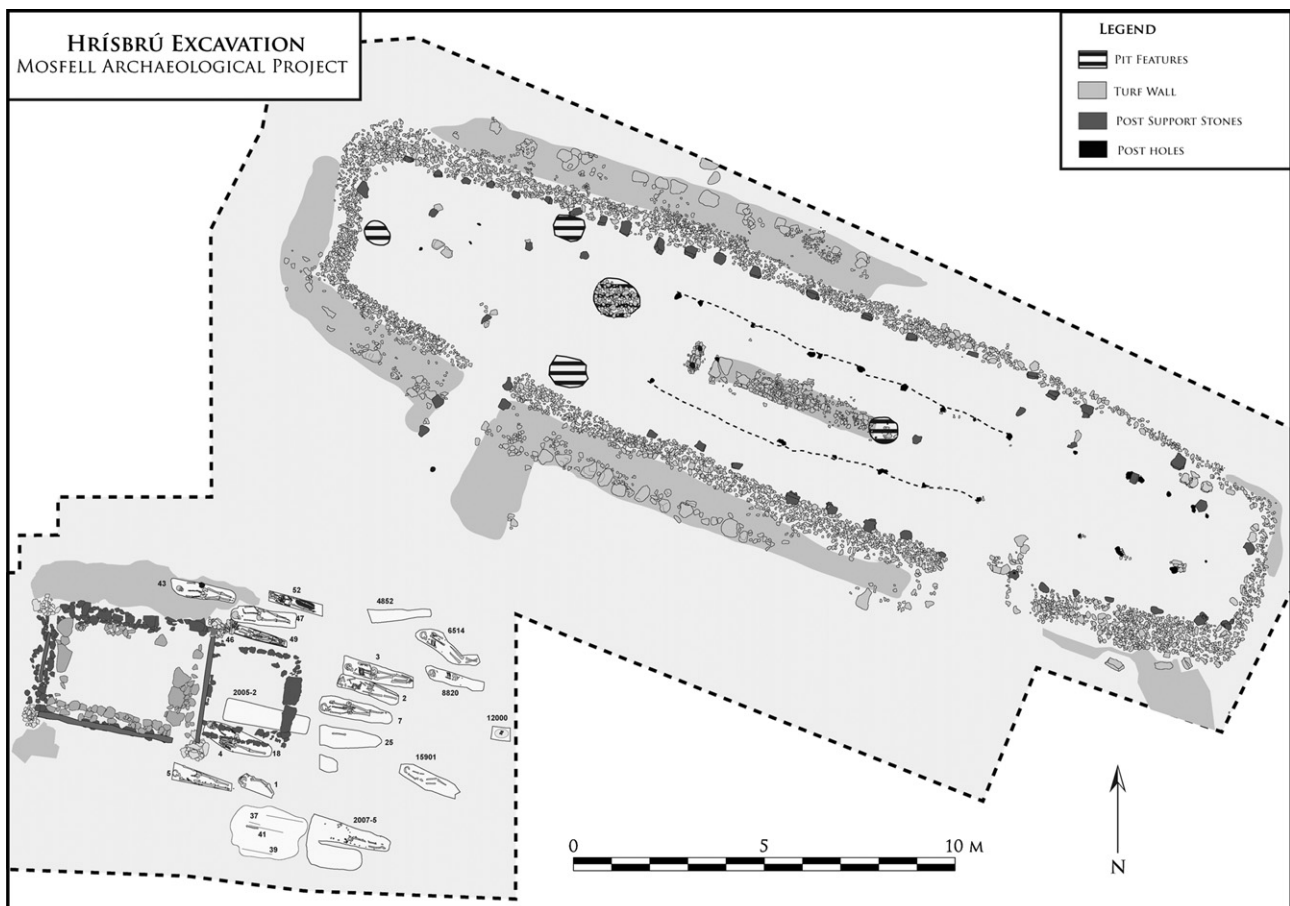 HRÍSBRÚ EXCAVATION
MOSFELL ARCHAEOLOGICAL PROJECT
LEGEND
PIT FEATURES
TURF WALL
POST SUPPORT STONES
POST HOLES
43
52
47
46
49
4852
6514
3
2
8820
2005-2
7
12000
25
4
18
15901
5
1
37
41
39
2007-5
0 5 10 M
N